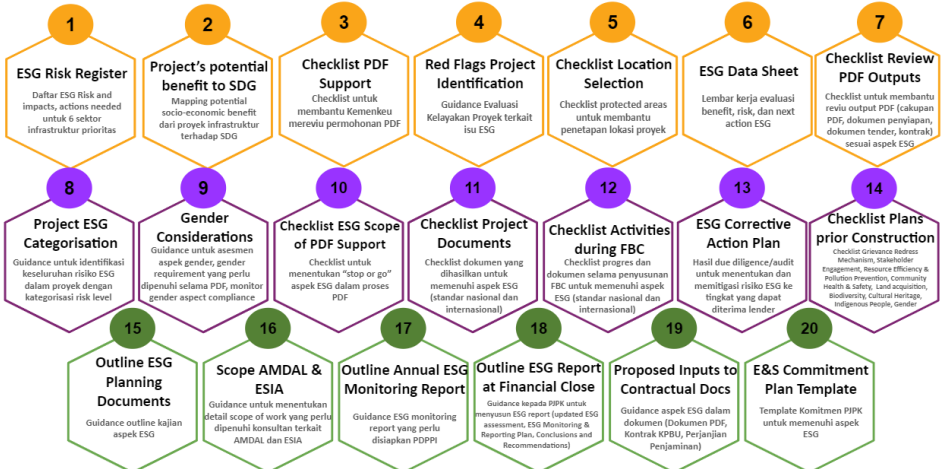 1
ESG Risk Register
Daftar ESG Risk and
impacts, actions needed
untuk 6 sektor
infrastruktur prioritas
2
Project's potential
benefit to SDG
Mapping potential
socio-economic benefit
dari proyek infrastruktur
terhadap SDG
3
Checklist PDF
Support
Checklist untuk
membantu Kemenkeu
mereviu permohonan PDF
4
Red Flags Project
Identification
Guidance Evaluasi
Kelayakan Proyek terkait
isu ESG
5
Checklist Location
Selection
Checklist protected areas
untuk membantu
penetapan lokasi proyek
6
ESG Data Sheet
Lembar kerja evaluasi
benefit, risk, dan next
action ESG
7
Checklist Review
PDF Outputs
Checklist untuk membantu
reviu output PDF (cakupan
PDF, dokumen penyiapan,
dokumen tender, kontrak)
sesuai aspek ESG
8
Project ESG
Categorisation
Guidance untuk identifikasi
keseluruhan risiko ESG
dalam proyek dengan
kategorisasi risk level
9
Gender
Considerations
Guidance untuk asesmen
aspek gender, gender
requirement yang perlu
dipenuhi selama PDF, monitor
gender aspect compliance
10
Checklist ESG Scope
of PDF Support
Checklist untuk
menentukan "stop or go"
aspek ESG dalam proses
PDF
11
Checklist Project
Documents
Checklist dokumen yang
dihasilkan untuk
memenuhi aspek ESG
(standar nasional dan
internasional)
12
Checklist Activities
during FBC
Checklist progres dan
dokumen selama penyusunan
FBC untuk memenuhi aspek
ESG (standar nasional dan
internasional)
13
ESG Corrective
Action Plan
Hasil due diligence/audit
untuk menentukan dan
memitigasi risiko ESG ke
tingkat yang dapat
diterima lender
14
Checklist Plans
prior Construction
Checklist Grievance Redress
Mechanism, Stakeholder
Engagement, Resource Efficiency &
Pollution Prevention, Community
Health & Safety, Land acquisition,
Biodiversity, Cultural Heritage,
Indigenous People, Gender
15
Outline ESG
Planning
Documents
Guidance outline kajian
aspek ESG
16
Scope AMDAL &
ESIA
Guidance untuk menentukan
detail scope of work yang perlu
dipenuhi konsultan terkait
AMDAL dan ESIA
17
Outline Annual ESG
Monitoring Report
Guidance ESG monitoring
report yang perlu
disiapkan PDPPI
18
Outline ESG Report
at Financial Close
Guidance kepada PJPK untuk
menyusun ESG report (updated ESG
assessment, ESG Monitoring &
Reporting Plan, Conclusions and
Recommendations)
19
Proposed Inputs to
Contractual Docs
Guidance aspek ESG dalam
dokumen (Dokumen PDF,
Kontrak KPBU, Perjanjian
Penjaminan)
20
E&S Commitment
Plan Template
Template Komitmen PJPK
untuk memenuhi aspek
ESG